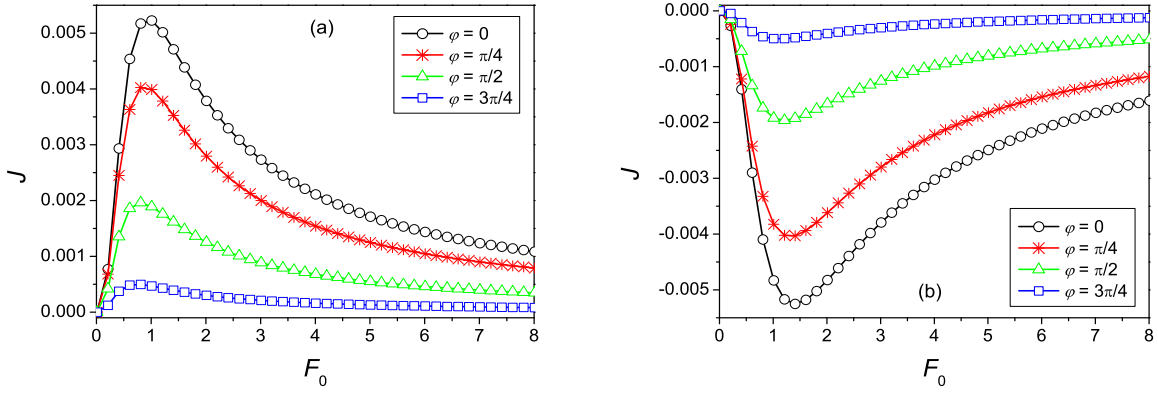 (a)
φ = 0
φ = π/4
φ = π/2
φ = 3π/4
0.005
0.004
0.003
0.002
0.001
0.000
J
0 1 2 3 4 5 6 7 8
F0
0.000
-0.001
-0.002
-0.003
-0.004
-0.005
J
φ = 0
φ = π/4
φ = π/2
φ = 3π/4
(b)
0 1 2 3 4 5 6 7 8
F0